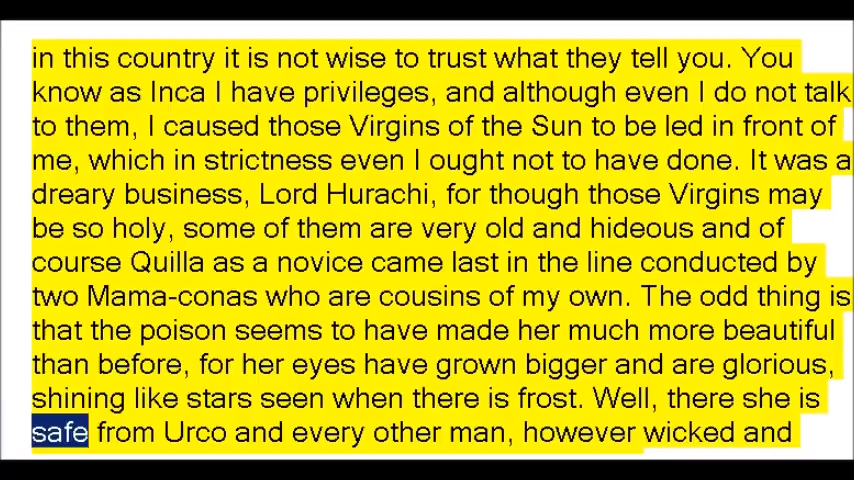 in this country it is not wise to trust what they tell you. You
know as Inca I have privileges, and although even I do not talk
to them, I caused those Virgins of the Sun to be led in front of
me, which in strictness even I ought not to have done. It was a
dreary business, Lord Hurachi, for though those Virgins may
be so holy, some of them are very old and hideous and of
course Quilla as a novice came last in the line conducted by
two Mama-conas who are cousins of my own. The odd thing is
that the poison seems to have made her much more beautiful
than before, for her eyes have grown bigger and are glorious,
shining like stars seen when there is frost. Well, there she is
safe from Urco and every other man, however wicked and